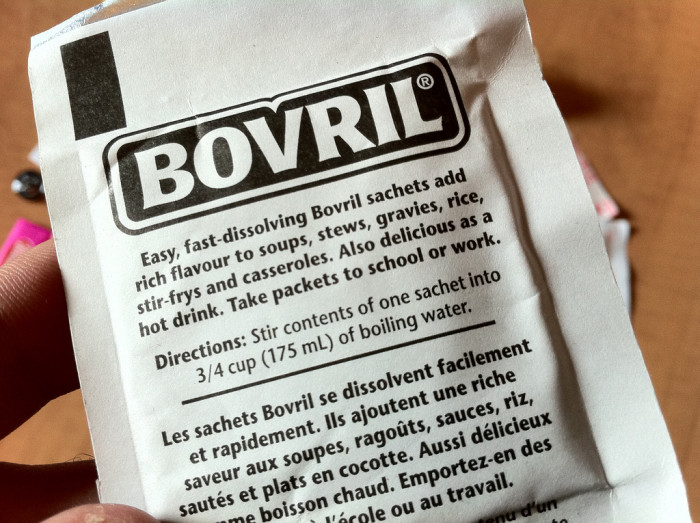 BOVRIL®
Easy, fast-dissolving Bovril sachets add
rich flavour to soups, stews, gravies, rice,
stir-frys and casseroles. Also delicious as a
hot drink. Take packets to school or work.
Directions: Stir contents of one sachet into
3/4 cup (175 mL) of boiling water.
Les sachets Bovril se dissolvent facilement
et rapidement. Ils ajoutent une riche
saveur aux soupes, ragoûts, sauces, riz,
sautés et plats en cocotte. Aussi délicieux
boisson chaud. Emportez-en des
l'école ou au travail.
d'un